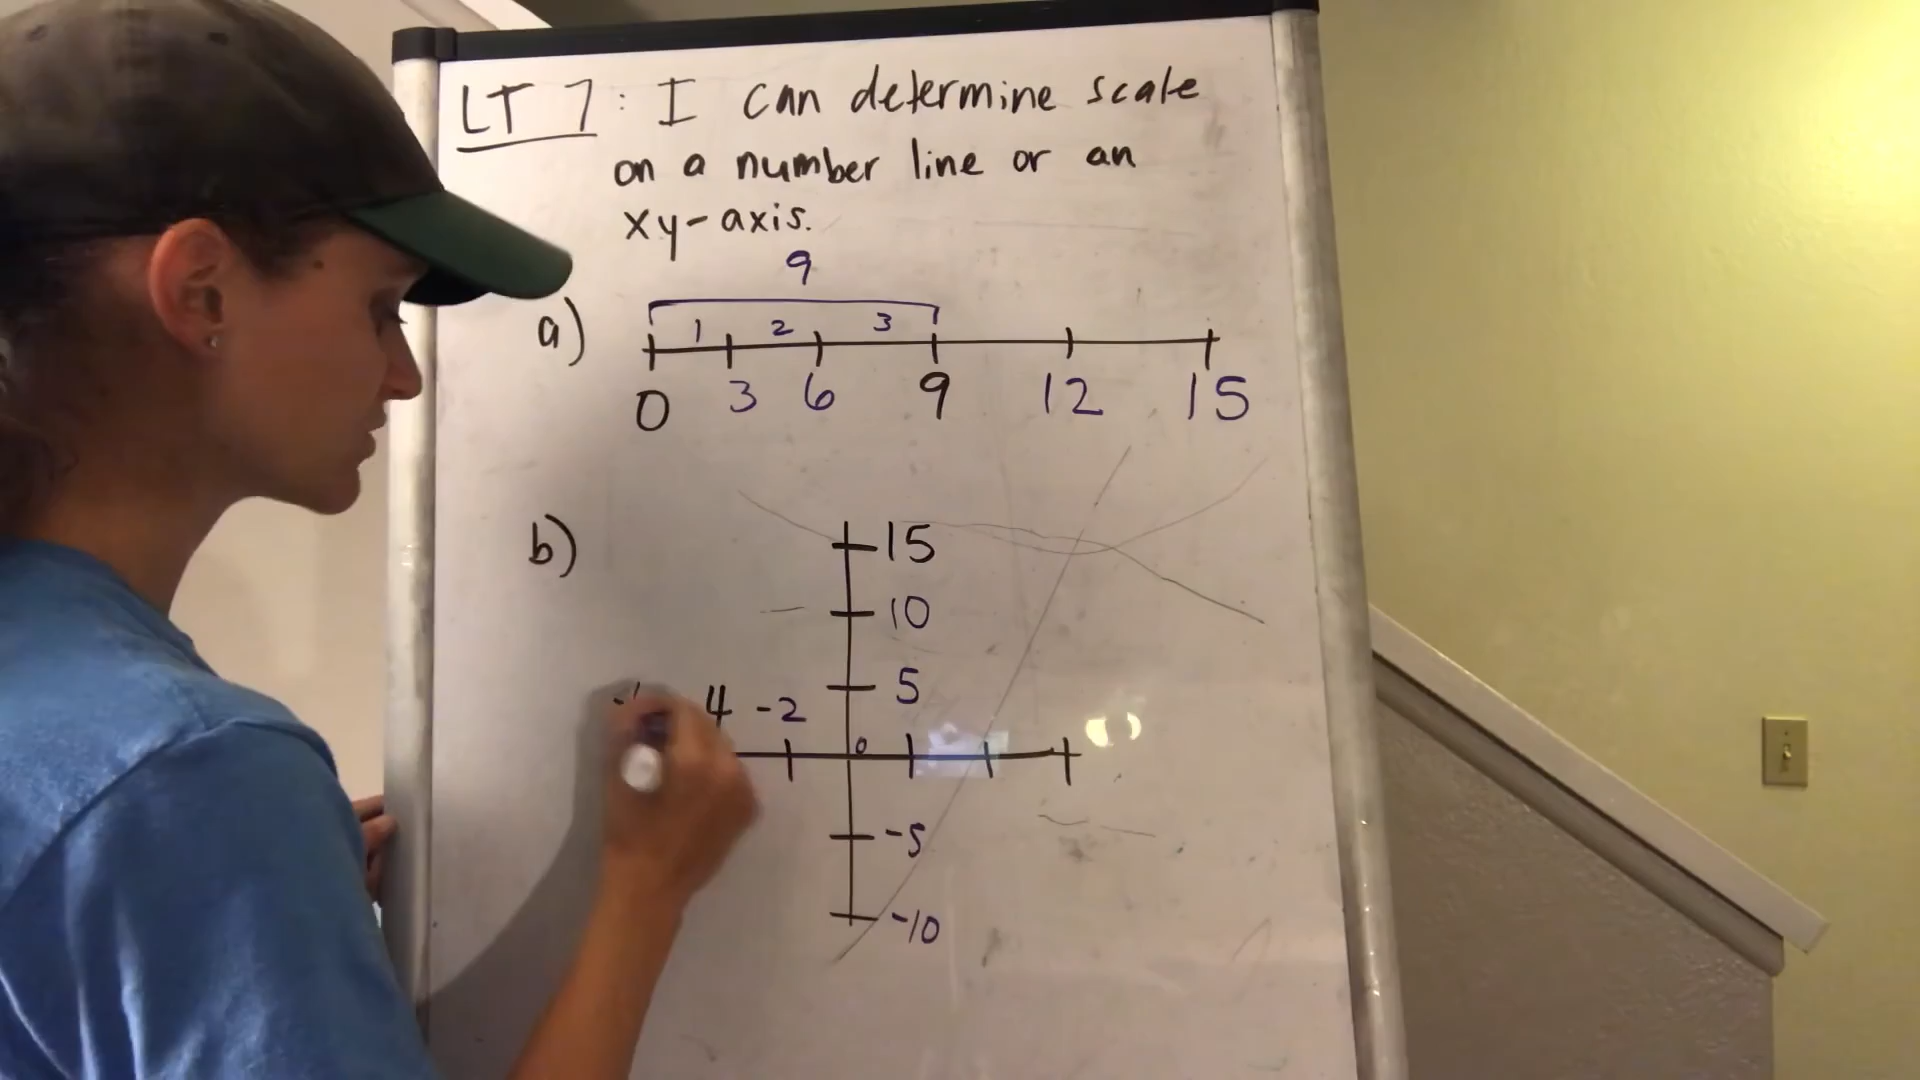 LT 7: I can determine scale
on a number line or an
xy-axis.
9
a)
1 2 3
0 3 6 9 12 15
b)
15
10
5
4 -2
0
-5
-10